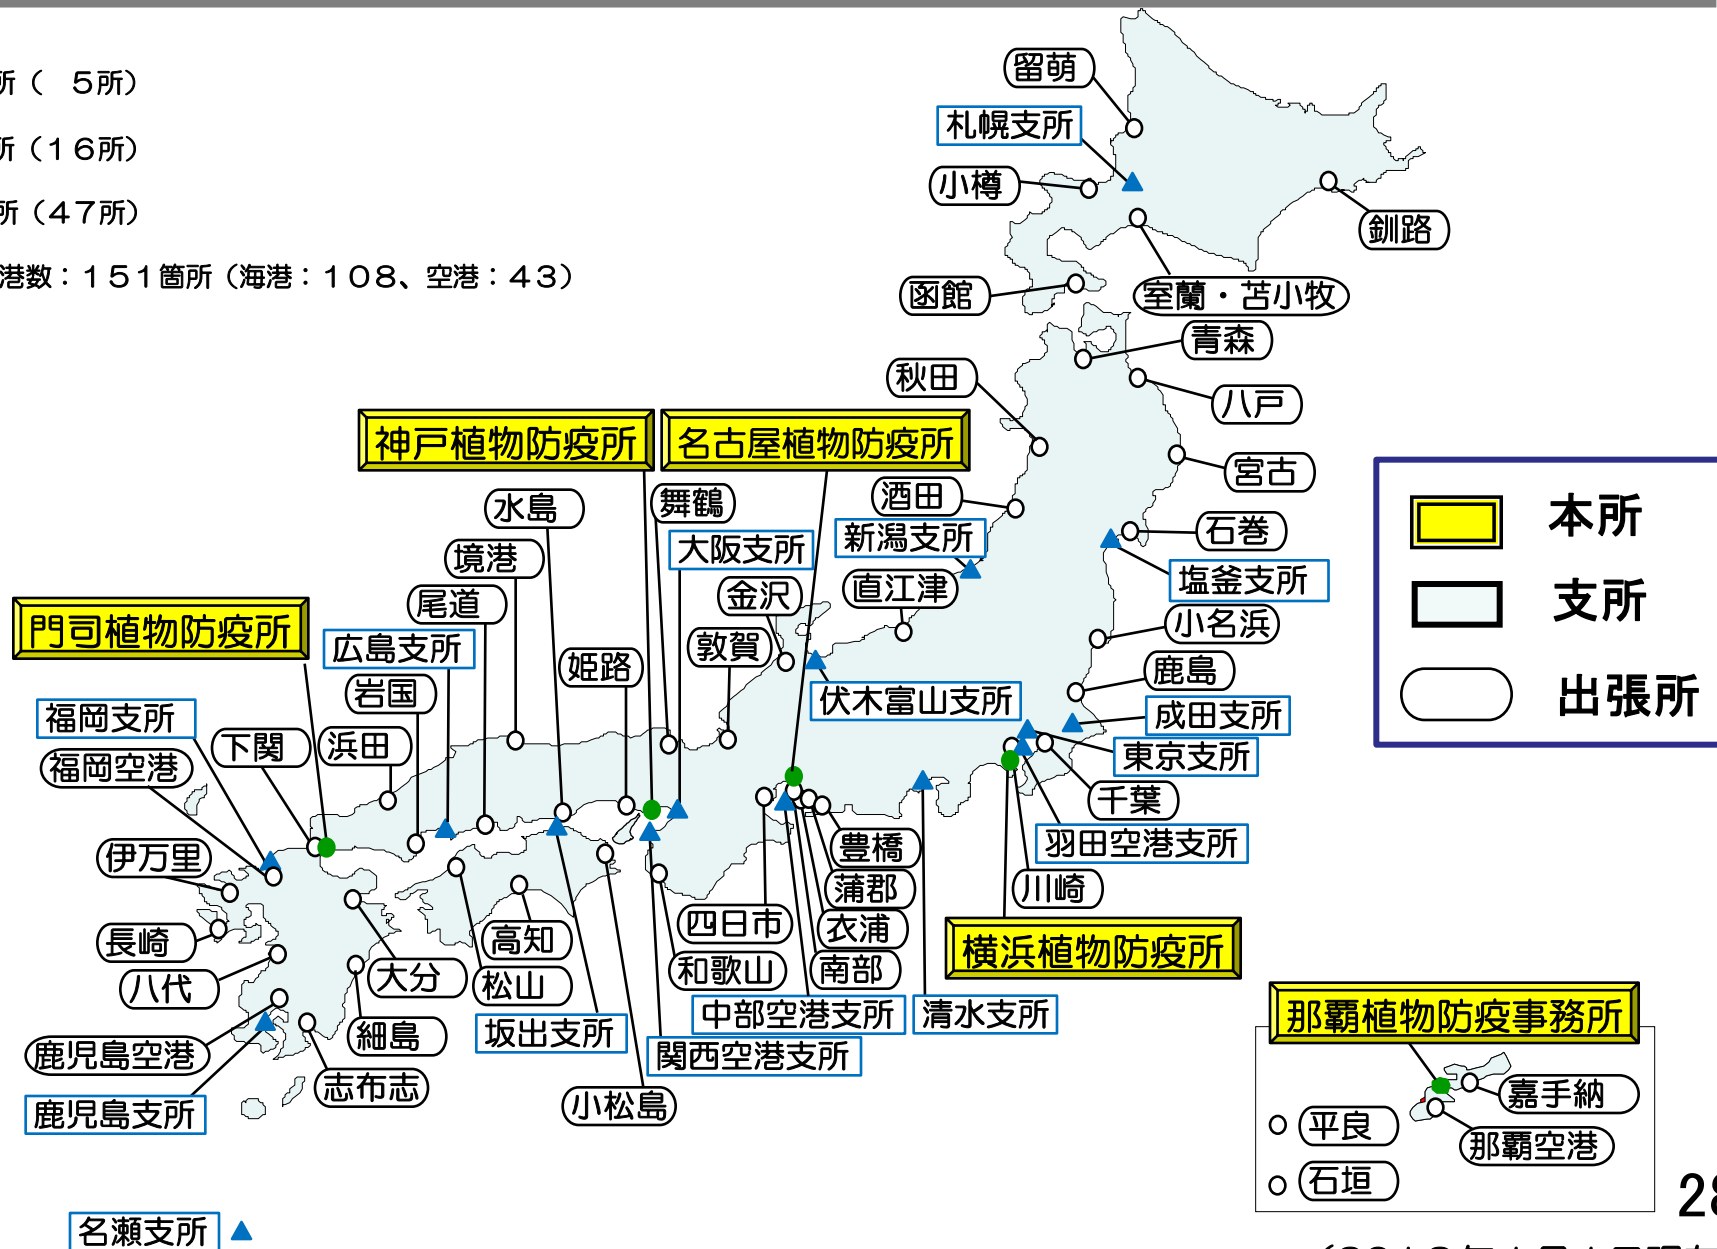 所（　５所）
所（１６所）
所（４７所）
港数：１５１箇所（海港：１０８、空港：４３）
留萌
札幌支所
小樽
釧路
函館
室蘭・苫小牧
青森
秋田
八戸
神戸植物防疫所
名古屋植物防疫所
宮古
水島
舞鶴
酒田
石巻
本所
大阪支所
新潟支所
境港
塩釜支所
金沢
直江津
尾道
支所
門司植物防疫所
小名浜
広島支所
敦賀
姫路
鹿島
岩国
伏木富山支所
出張所
福岡支所
成田支所
下関
浜田
東京支所
福岡空港
千葉
羽田空港支所
豊橋
伊万里
蒲郡
川崎
四日市
衣浦
長崎
高知
横浜植物防疫所
和歌山
南部
大分
松山
八代
中部空港支所
清水支所
那覇植物防疫事務所
細島
坂出支所
鹿児島空港
関西空港支所
志布志
嘉手納
小松島
鹿児島支所
平良
那覇空港
石垣
名瀬支所